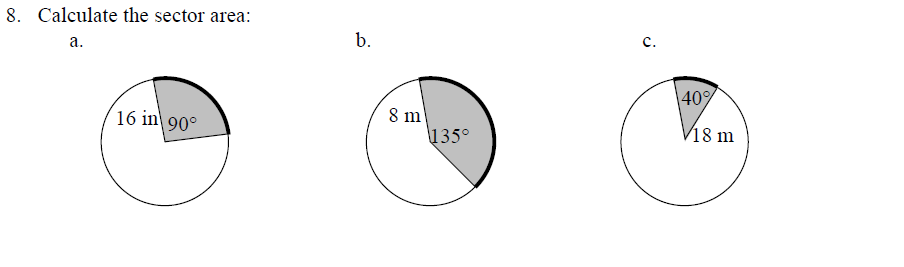 8. Calculate the sector area:
a.
b.
c.
16 in 90°
8 m
135°
40°
18 m